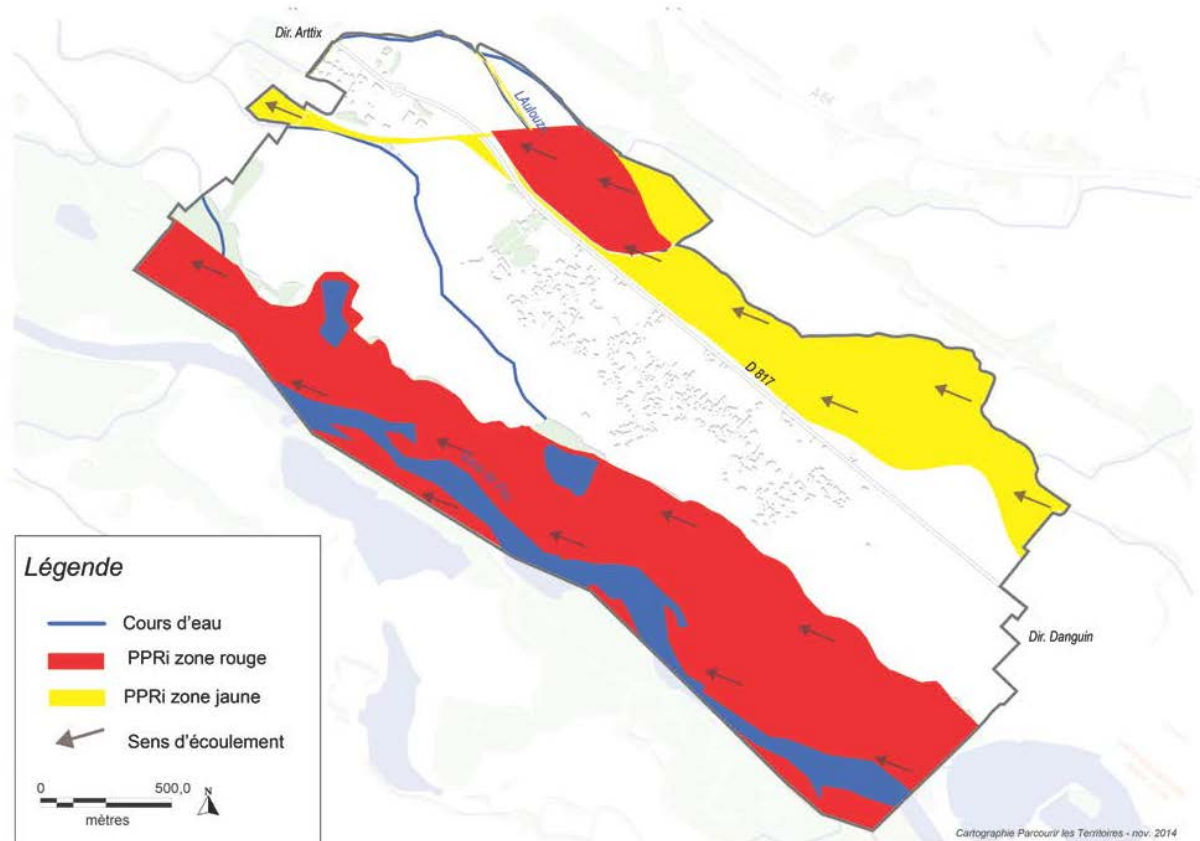 Dir. Arttix
A 64
L'Aulouze
D 817
Dir. Danguin
Légende
Cours d'eau
PPRi zone rouge
PPRi zone jaune
Sens d'écoulement
0 500,0
N
mètres
Cartographie Parcourir les Territoires - nov. 2014